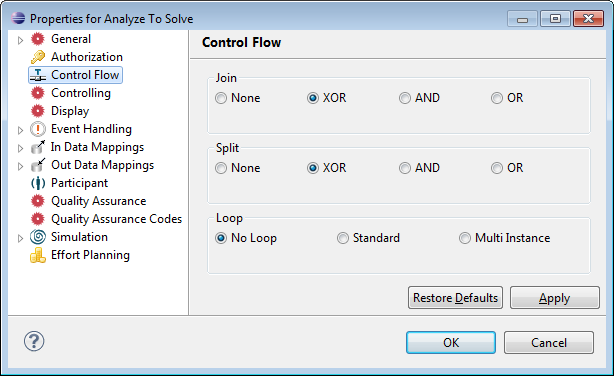 Properties for Analyze To Solve
General
Authorization
Control Flow
Controlling
Display
Event Handling
In Data Mappings
Out Data Mappings
Participant
Quality Assurance
Quality Assurance Codes
Simulation
Effort Planning
Control Flow
Join
None XOR AND OR
Split
None XOR AND OR
Loop
No Loop Standard Multi Instance
Restore Defaults Apply
? OK Cancel